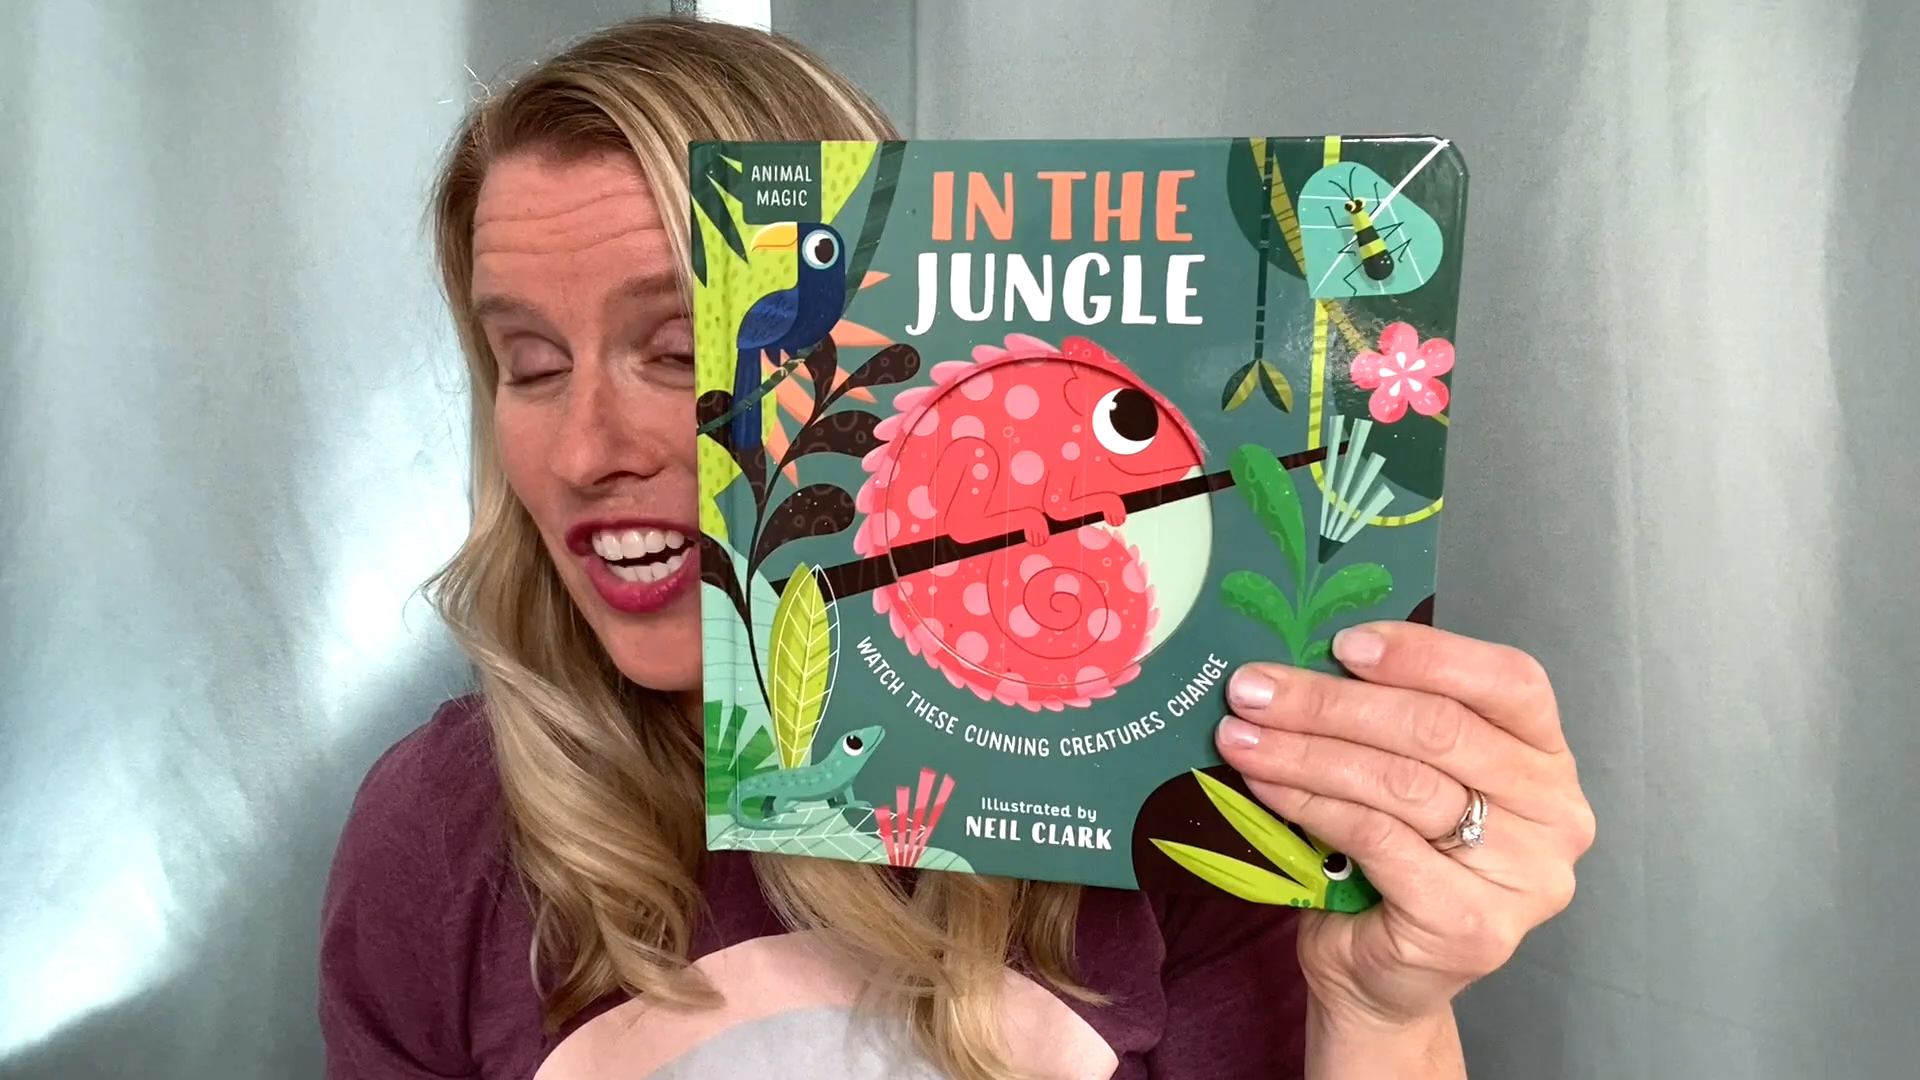 ANIMAL
MAGIC
IN THE
JUNGLE
WATCH THESE CUNNING CREATURES CHANGE
Illustrated by
NEIL CLARK